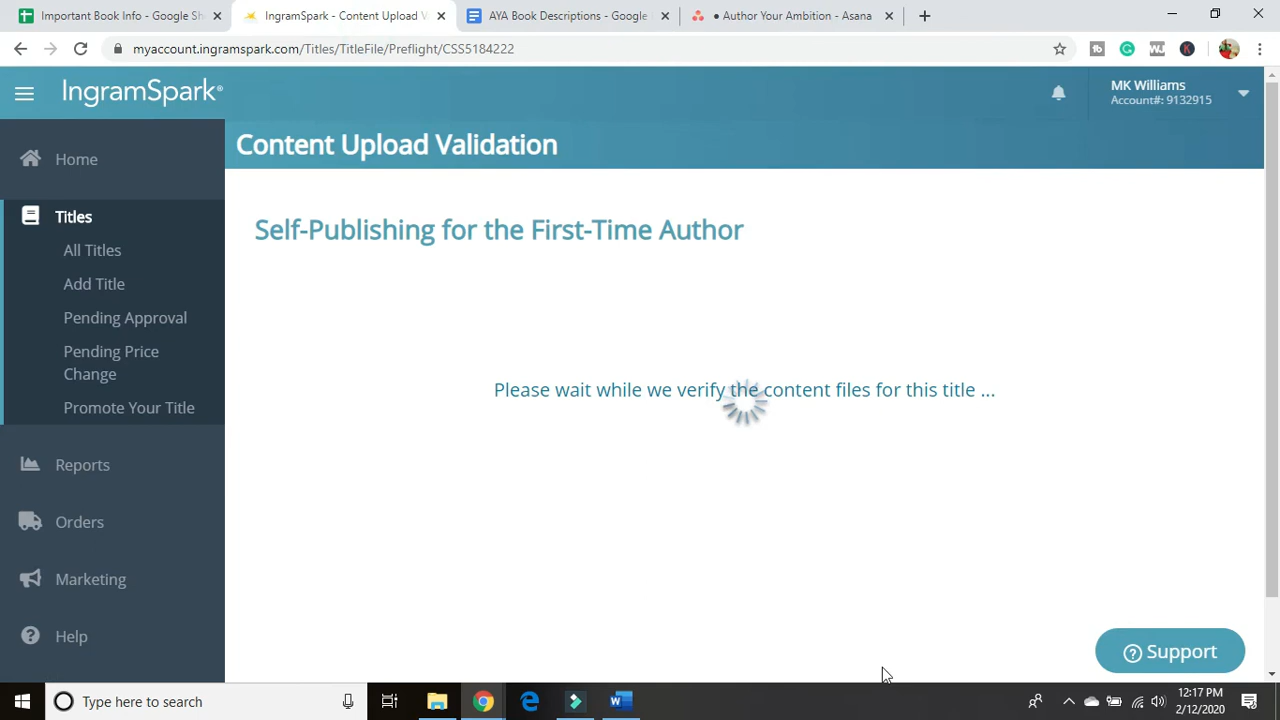 Important Book Info - Google Sh
IngramSpark - Content Upload V
AYA Book Descriptions - Google
• Author Your Ambition - Asana
myaccount.ingramspark.com/Titles/TitleFile/Preflight/CSS5184222
IngramSpark®
MK Williams
Account#: 9132915
Content Upload Validation
Home
Titles
All Titles
Add Title
Pending Approval
Pending Price
Change
Promote Your Title
Reports
Orders
Marketing
Help
Self-Publishing for the First-Time Author
Please wait while we verify the content files for this title ...
Support
Type here to search
12:17 PM
2/12/2020